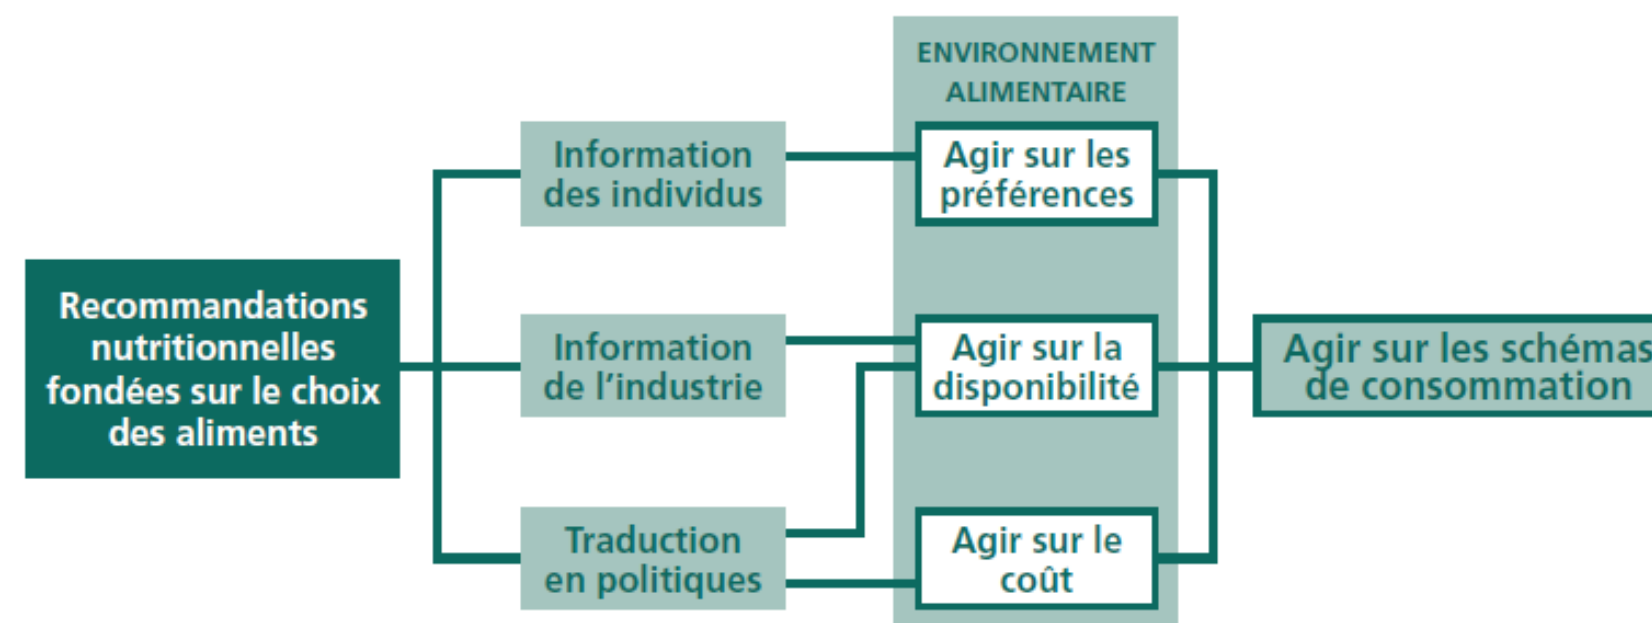 ENVIRONNEMENT
ALIMENTAIRE
Information
des individus
Agir sur les
préférences
Recommandations
nutritionnelles
fondées sur le choix
des aliments
Information
de l’industrie
Agir sur la
disponibilité
Agir sur les schémas
de consommation
Traduction
en politiques
Agir sur le
coût